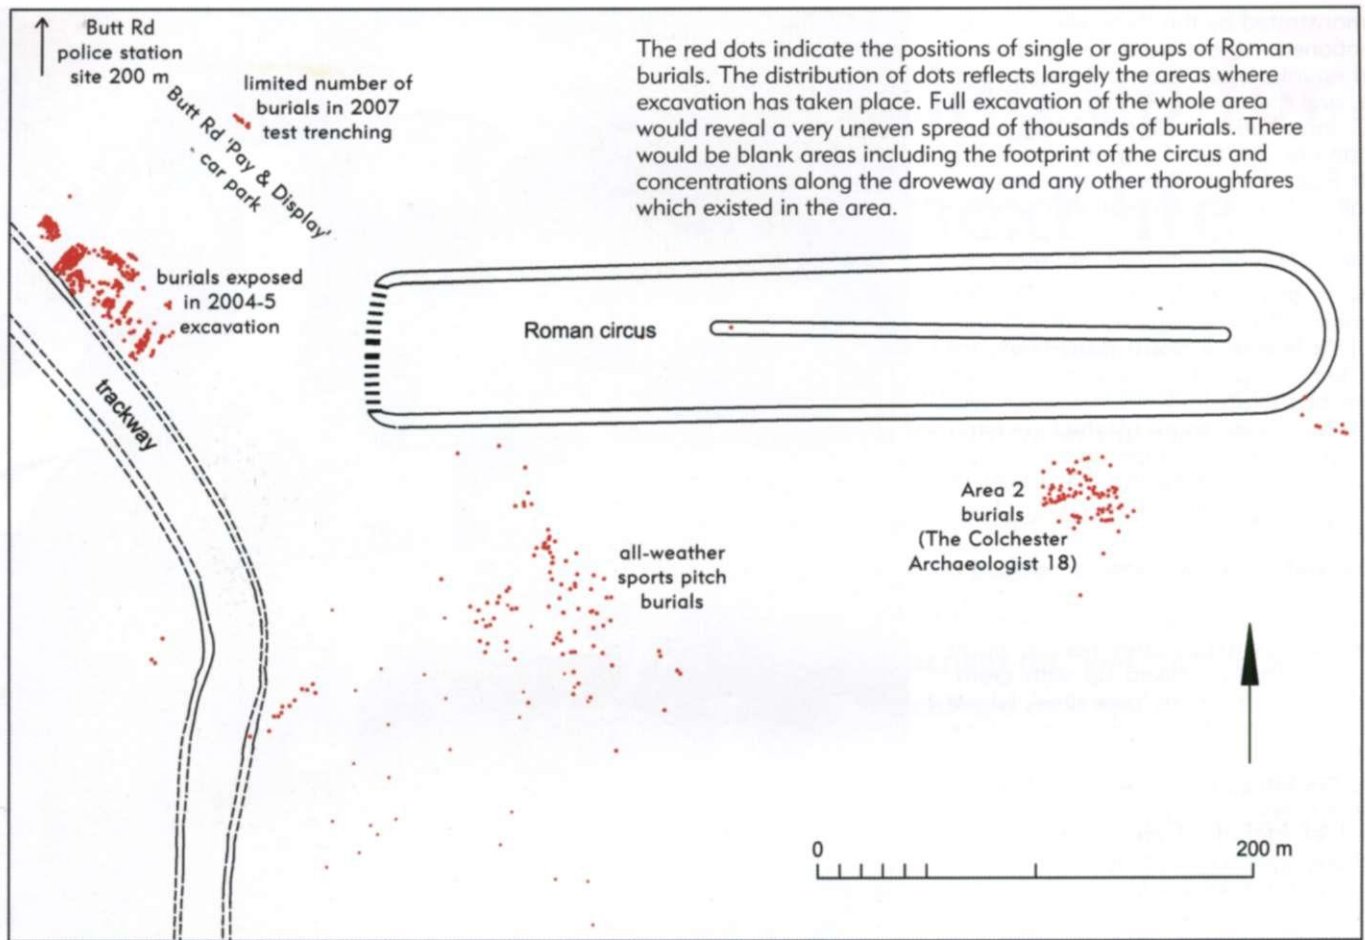 Butt Rd
police station
site 200 m
limited number of
burials in 2007
test trenching
Butt Rd 'Pay & Display'
- car park
The red dots indicate the positions of single or groups of Roman
burials. The distribution of dots reflects largely the areas where
excavation has taken place. Full excavation of the whole area
would reveal a very uneven spread of thousands of burials. There
would be blank areas including the footprint of the circus and
concentrations along the droveway and any other thoroughfares
which existed in the area.
burials exposed
in 2004-5
excavation
Roman circus
trackway
Area 2
burials
(The Colchester
Archaeologist 18)
all-weather
sports pitch
burials
0 200 m